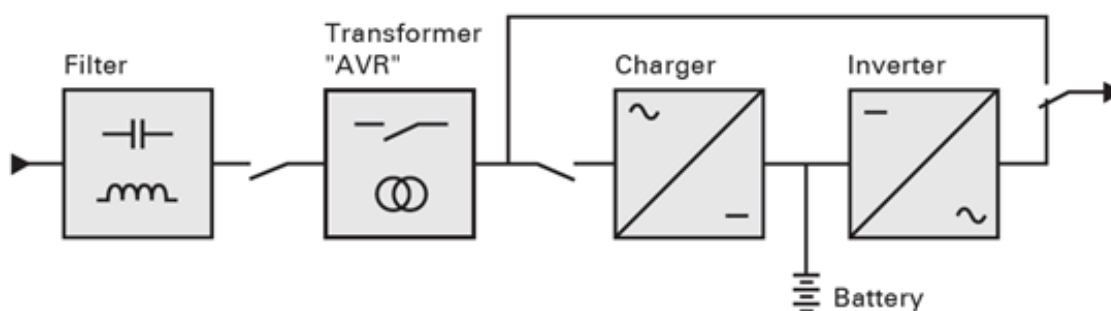 Filter
Transformer
"AVR"
Charger
Inverter
Battery